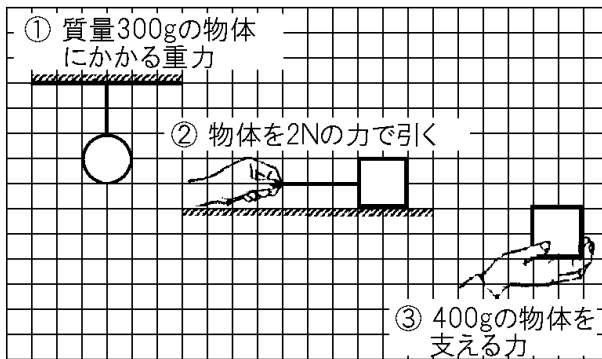 ① 質量300gの物体
にかかる重力
② 物体を2Nの力で引く
③ 400gの物体を
支える力